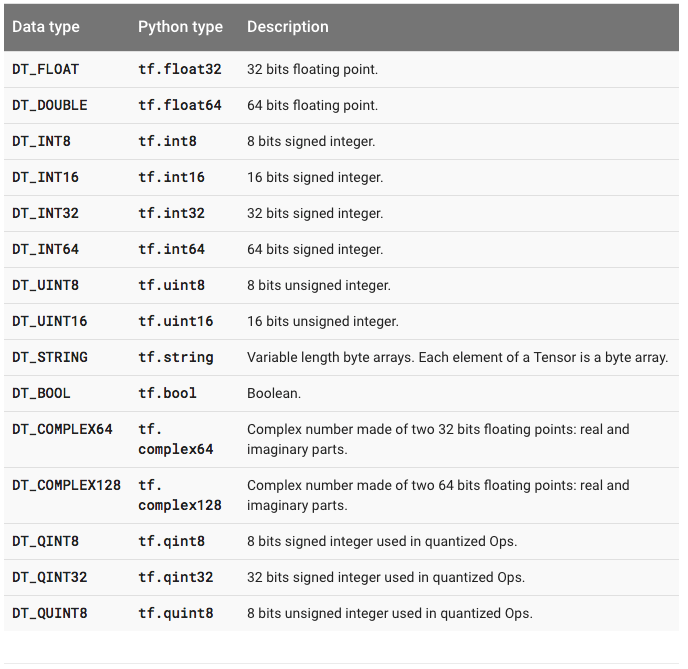 Data type Python type Description
DT_FLOAT tf.float32 32 bits floating point.
DT_DOUBLE tf.float64 64 bits floating point.
DT_INT8 tf.int8 8 bits signed integer.
DT_INT16 tf.int16 16 bits signed integer.
DT_INT32 tf.int32 32 bits signed integer.
DT_INT64 tf.int64 64 bits signed integer.
DT_UINT8 tf.uint8 8 bits unsigned integer.
DT_UINT16 tf.uint16 16 bits unsigned integer.
DT_STRING tf.string Variable length byte arrays. Each element of a Tensor is a byte array.
DT_BOOL tf.bool Boolean.
DT_COMPLEX64 tf. Complex number made of two 32 bits floating points: real and
complex64 imaginary parts.
DT_COMPLEX128 tf. Complex number made of two 64 bits floating points: real and
complex128 imaginary parts.
DT_QINT8 tf.qint8 8 bits signed integer used in quantized Ops.
DT_QINT32 tf.qint32 32 bits signed integer used in quantized Ops.
DT_QUINT8 tf.quint8 8 bits unsigned integer used in quantized Ops.